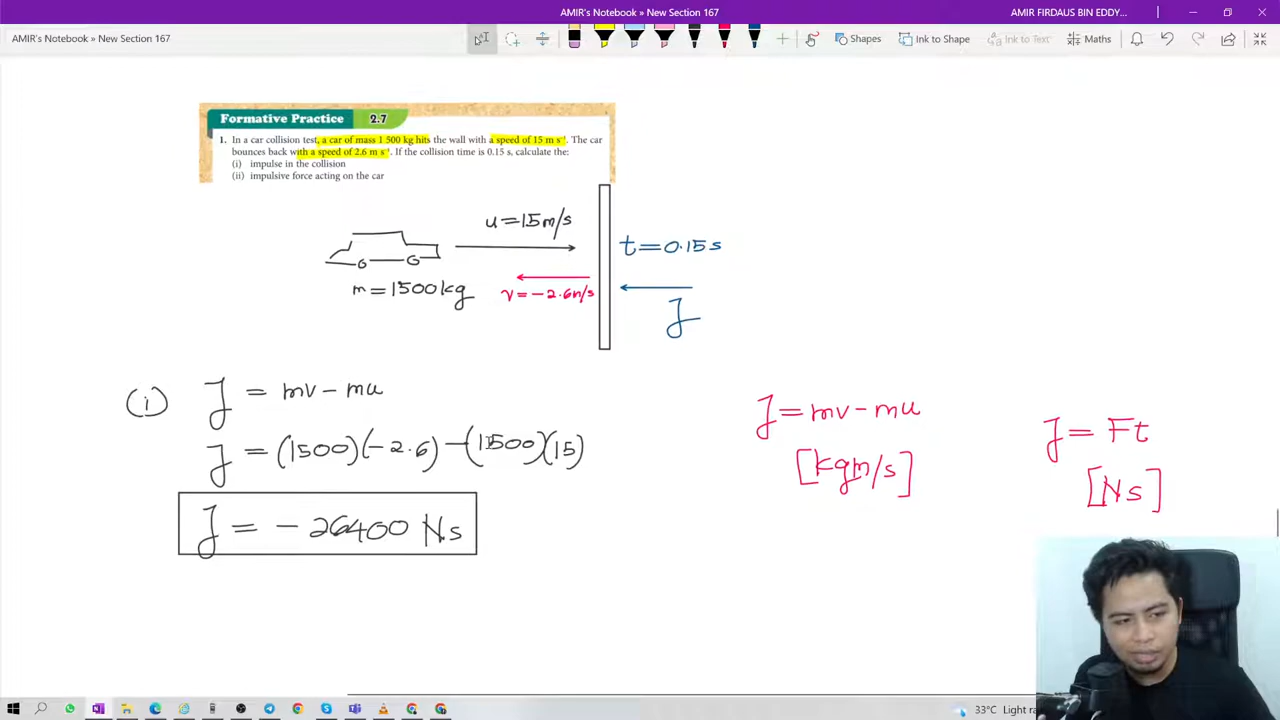 AMIR's Notebook » New Section 167
AMIR FIRDAUS BIN EDDY...
AMIR's Notebook » New Section 167
Shapes
Ink to Shape
Ink to Text
Maths
Formative Practice 2.7
1. In a car collision test, a car of mass 1 500 kg hits the wall with a speed of 15 m s⁻¹. The car
bounces back with a speed of 2.6 m s⁻¹. If the collision time is 0.15 s, calculate the:
(i) impulse in the collision
(ii) impulsive force acting on the car
u = 15 m/s
t = 0.15 s
m = 1500 kg
v = -2.6 m/s
J
(i) J = mv - mu
J = (1500)(-2.6) - (1500)(15)
J = -26400 Ns
J = mv - mu
[kgm/s]
J = Ft
[Ns]
33°C Light ra